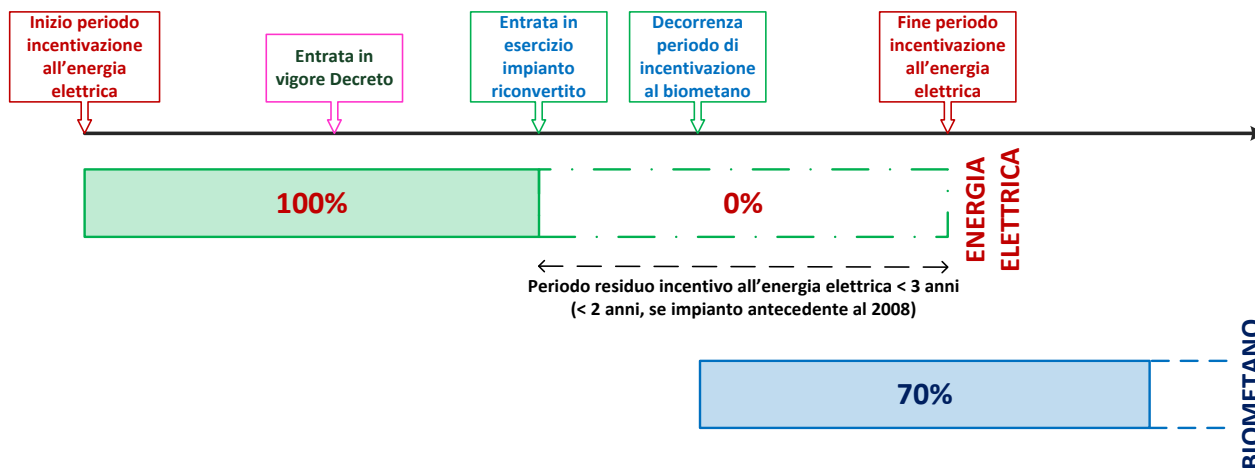 Inizio periodo
incentivazione
all’energia
elettrica
Entrata in
vigore Decreto
Entrata in
esercizio
impianto
riconvertito
Decorrenza
periodo di
incentivazione
al biometano
Fine periodo
incentivazione
all’energia
elettrica
100%
0%
ENERGIA
ELETTRICA
Periodo residuo incentivo all’energia elettrica < 3 anni
(< 2 anni, se impianto antecedente al 2008)
70%
BIOMETANO